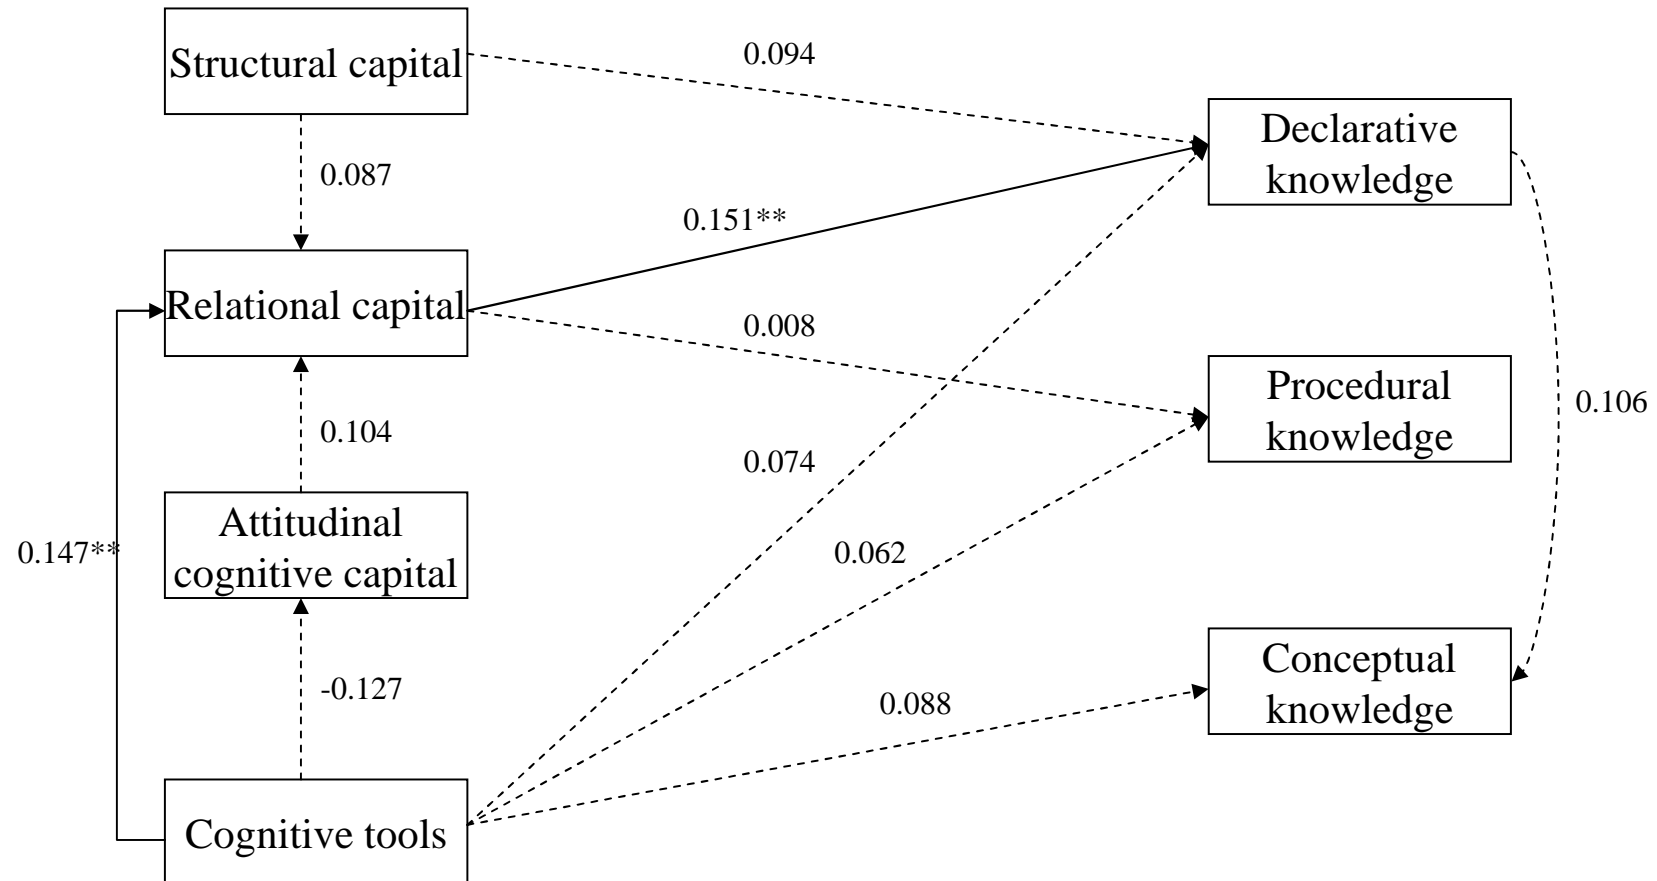 Structural capital
0.094
Declarative
knowledge
0.087
0.151**
Relational capital
0.008
Procedural
knowledge
0.106
0.104
0.074
Attitudinal
cognitive capital
0.147**
0.062
Conceptual
knowledge
-0.127
0.088
Cognitive tools